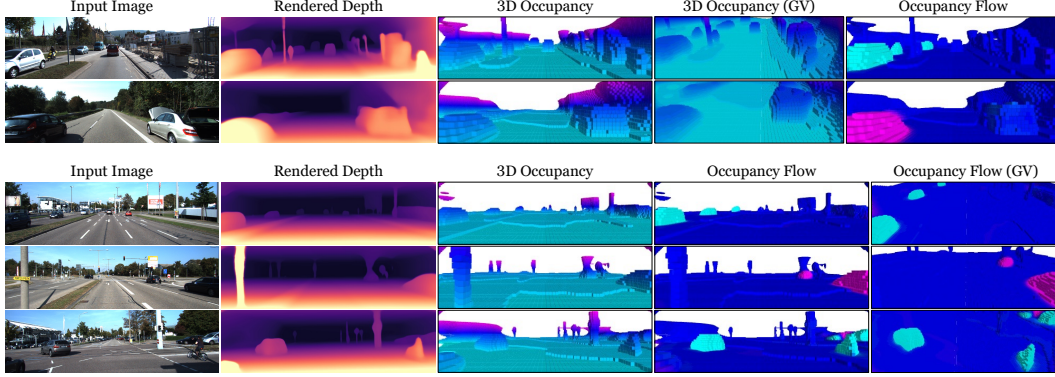 Input Image Rendered Depth 3D Occupancy 3D Occupancy (GV) Occupancy Flow
Input Image Rendered Depth 3D Occupancy Occupancy Flow Occupancy Flow (GV)